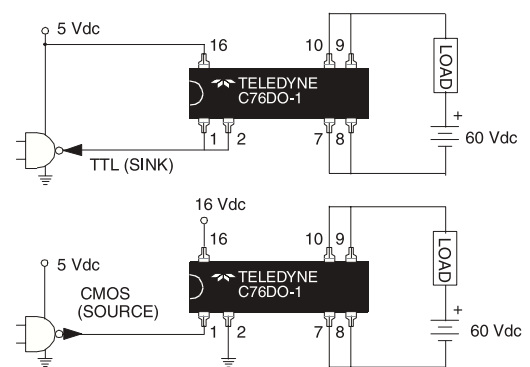 5 Vdc
16
10 9
LOAD
TELEDYNE
C76DO-1
+
60 Vdc
1 2
7 8
TTL (SINK)
16 Vdc
16
10 9
LOAD
5 Vdc
TELEDYNE
C76DO-1
CMOS
(SOURCE)
+
60 Vdc
1 2
7 8